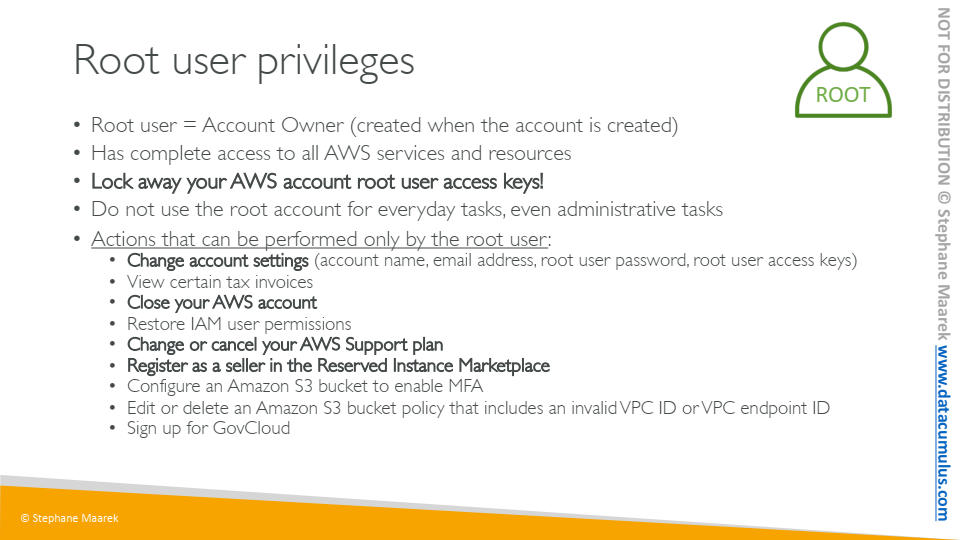 Root user privileges
ROOT
• Root user = Account Owner (created when the account is created)
• Has complete access to all AWS services and resources
• Lock away your AWS account root user access keys!
• Do not use the root account for everyday tasks, even administrative tasks
• Actions that can be performed only by the root user:
• Change account settings (account name, email address, root user password, root user access keys)
• View certain tax invoices
• Close your AWS account
• Restore IAM user permissions
• Change or cancel your AWS Support plan
• Register as a seller in the Reserved Instance Marketplace
• Configure an Amazon S3 bucket to enable MFA
• Edit or delete an Amazon S3 bucket policy that includes an invalid VPC ID or VPC endpoint ID
• Sign up for GovCloud
© Stephane Maarek
NOT FOR DISTRIBUTION © Stephane Maarek www.datacumulus.com